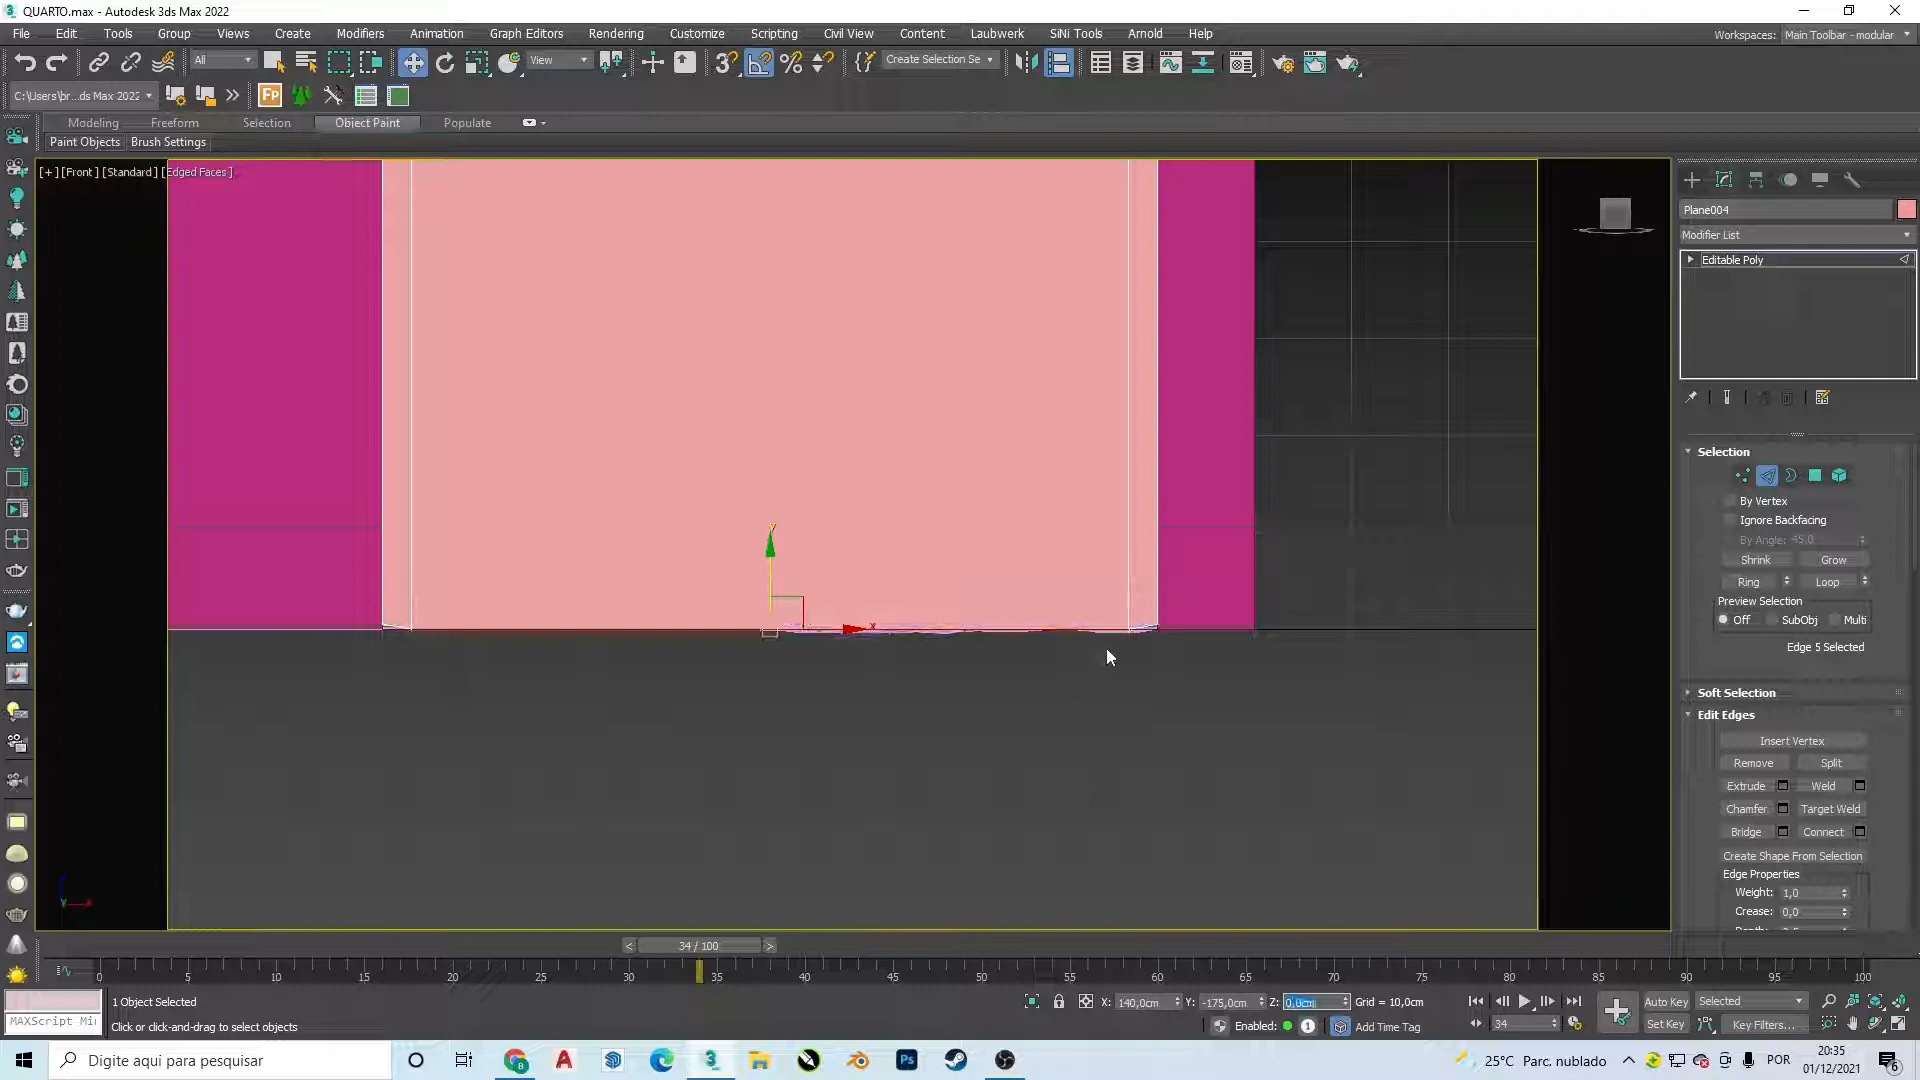 QUARTO.max - Autodesk 3ds Max 2022
File Edit Tools Group Views Create Modifiers Animation Graph Editors Rendering Customize Scripting Civil View Content Laubwerk SiNi Tools Arnold Help
Workspaces: Main Toolbar - modular
All View Create Selection Se
C:\Users\br...ds Max 2022
Modeling Freeform Selection Object Paint Populate
Paint Objects Brush Settings
[+] [Front] [Standard] [Edged Faces]
Plane004
Modifier List
Editable Poly
Selection
By Vertex
Ignore Backfacing
By Angle: 45.0
Shrink Grow
Ring Loop
Preview Selection
Off SubObj Multi
Edge 5 Selected
Soft Selection
Edit Edges
Insert Vertex
Remove Split
Extrude Weld
Chamfer Target Weld
Bridge Connect
Create Shape From Selection
Edge Properties
Weight: 1,0
Crease: 0,0
y
x
34 / 100
0 5 10 15 20 25 30 35 40 45 50 55 60 65 70 75 80 85 90 95 100
1 Object Selected
X: 140,0cm Y: -175,0cm Z: 0,0cm Grid = 10,0cm
Auto Key Selected
MAXScript Min
Click or click-and-drag to select objects
Enabled: 1 Add Time Tag
34
Set Key Key Filters...
Digite aqui para pesquisar
25°C Parc. nublado
POR
20:35
01/12/2021
6